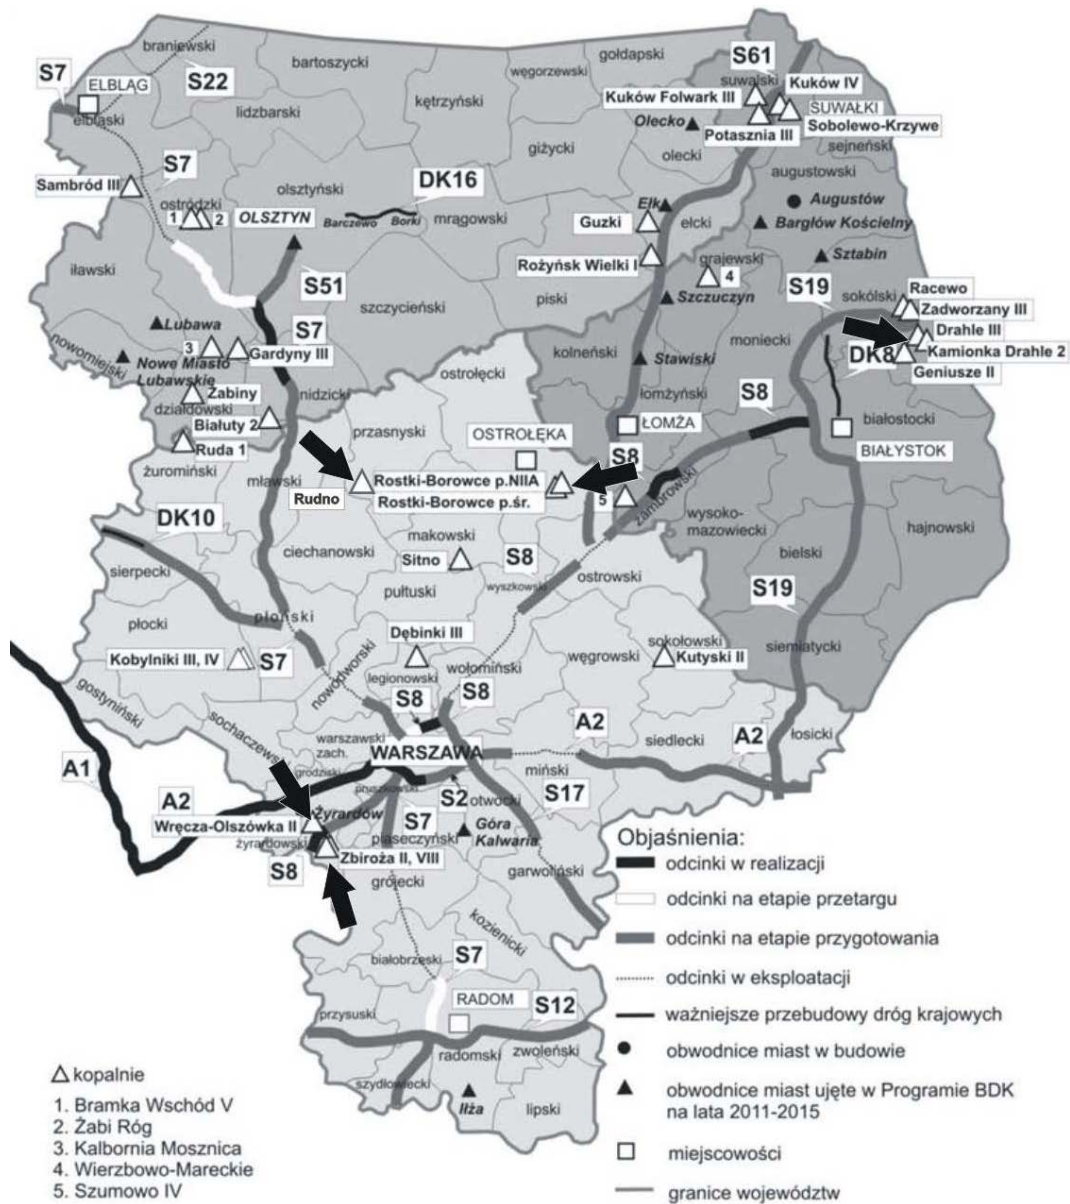 braniewski
bartoszycki
gołdapski
S61
S7
S22
węgorzewski
suwalski
Kuków IV
ELBLĄG
kętrzyński
Kuków Folwark III
SUWAŁKI
elbląski
lidzbarski
Olecko
Potasznia III
Sobolewo-Krzywe
giżycki
olecki
sejneński
S7
DK16
augustowski
Sambród III
olsztyński
ostródzki
Augustów
1
2
OLSZTYN
Barczewo
Borki
mrągowski
Guzki
Ełk
ełcki
Bargłów Kościelny
iławski
Rożyńsk Wielki I
grajewski
Sztabin
S51
4
piski
S19
Racewo
Szczuczyn
sokólski
Zadworzany III
Lubawa
szczycieński
S7
Drahle III
nowomiejski
3
Gardyny III
kolneński
Stawiski
moniecki
DK8
Kamionka Drahle 2
Nowe Miasto
Lubawskie
Geniusze II
ostrołęcki
Żabiny
nidzicki
łomżyński
S8
działdowski
białostocki
Białuty 2
przasnyski
OSTROŁĘKA
ŁOMŻA
Ruda 1
BIAŁYSTOK
żuromiński
S8
mławski
Rostki-Borowce p.NIIA
Rudno
Rostki-Borowce p.śr.
5
zambrowski
wysoko-
mazowiecki
DK10
hajnowski
makowski
ciechanowski
Sitno
S8
bielski
sierpecki
wyszkowski
ostrowski
pułtuski
S19
płoński
płocki
Dębinki III
sokołowski
siemiatycki
Kobylniki III, IV
S7
węgrowski
Kutyski II
nowodworski
legionowski
wołomiński
gostyniński
S8
S8
sochaczewski
A2
warszawski
zach.
WARSZAWA
siedlecki
A2
łosicki
A1
grodziski
miński
pruszkowski
A2
S2
otwocki
S17
Żyrardów
Wręcza-Olszówka II
S7
Góra
Kalwaria
żyrardowski
piaseczyński
Zbiroża II, VIII
S8
grójecki
garwoliński
kozienicki
białobrzeski
S7
RADOM
S12
przysuski
radomski
zwoleński
szydłowiecki
Iłża
lipski
Objaśnienia:
odcinki w realizacji
odcinki na etapie przetargu
odcinki na etapie przygotowania
odcinki w eksploatacji
ważniejsze przebudowy dróg krajowych
obwodnice miast w budowie
obwodnice miast ujęte w Programie BDK
na lata 2011-2015
miejscowości
granice województw
kopalnie
1. Bramka Wschód V
2. Żabi Róg
3. Kalbornia Mosznica
4. Wierzbowo-Mareckie
5. Szumowo IV